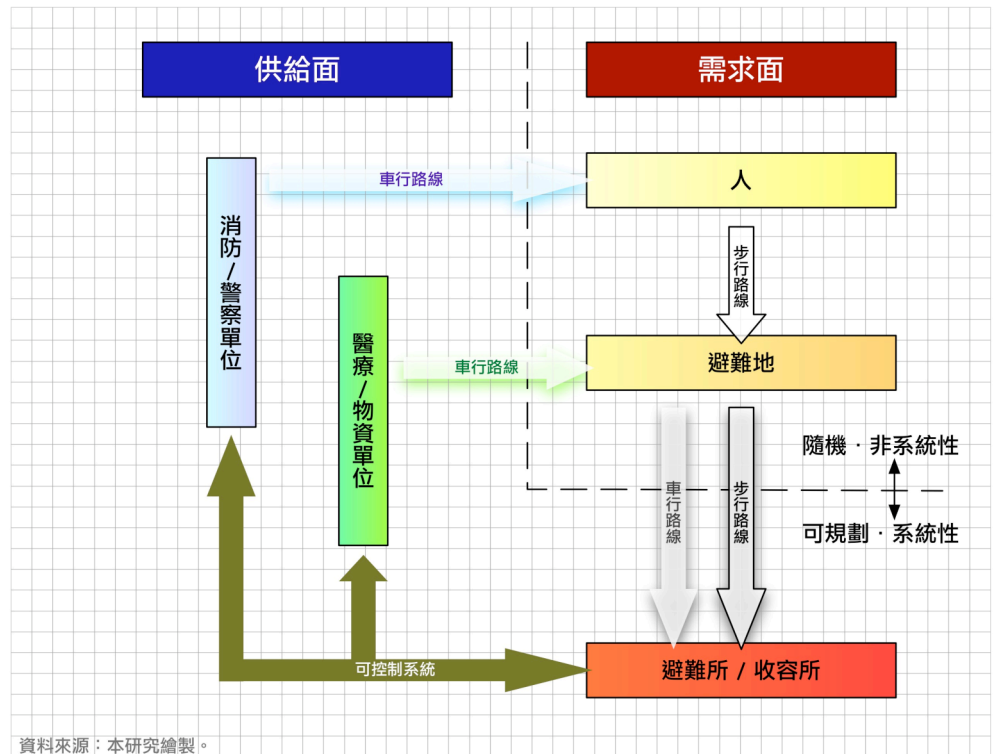 供給面
需求面
車行路線
人
消防/警察單位
步行路線
醫療/物資單位
車行路線
避難地
隨機·非系統性
車行路線
步行路線
可規劃·系統性
可控制系統
避難所 / 收容所
資料來源：本研究繪製。